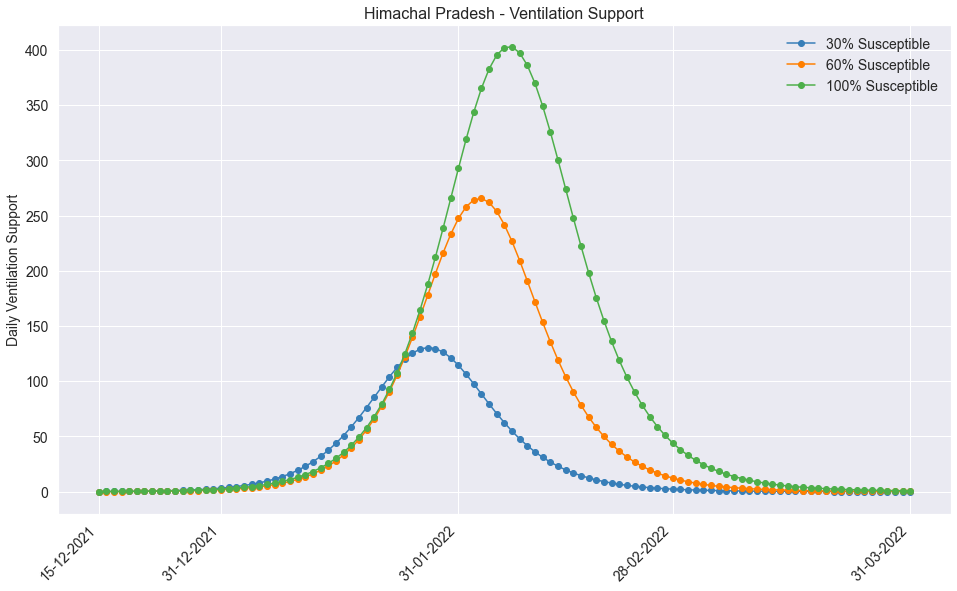 Himachal Pradesh - Ventilation Support
30% Susceptible
60% Susceptible
100% Susceptible
Daily Ventilation Support
400
350
300
250
200
150
100
50
0
15-12-2021
31-12-2021
31-01-2022
28-02-2022
31-03-2022